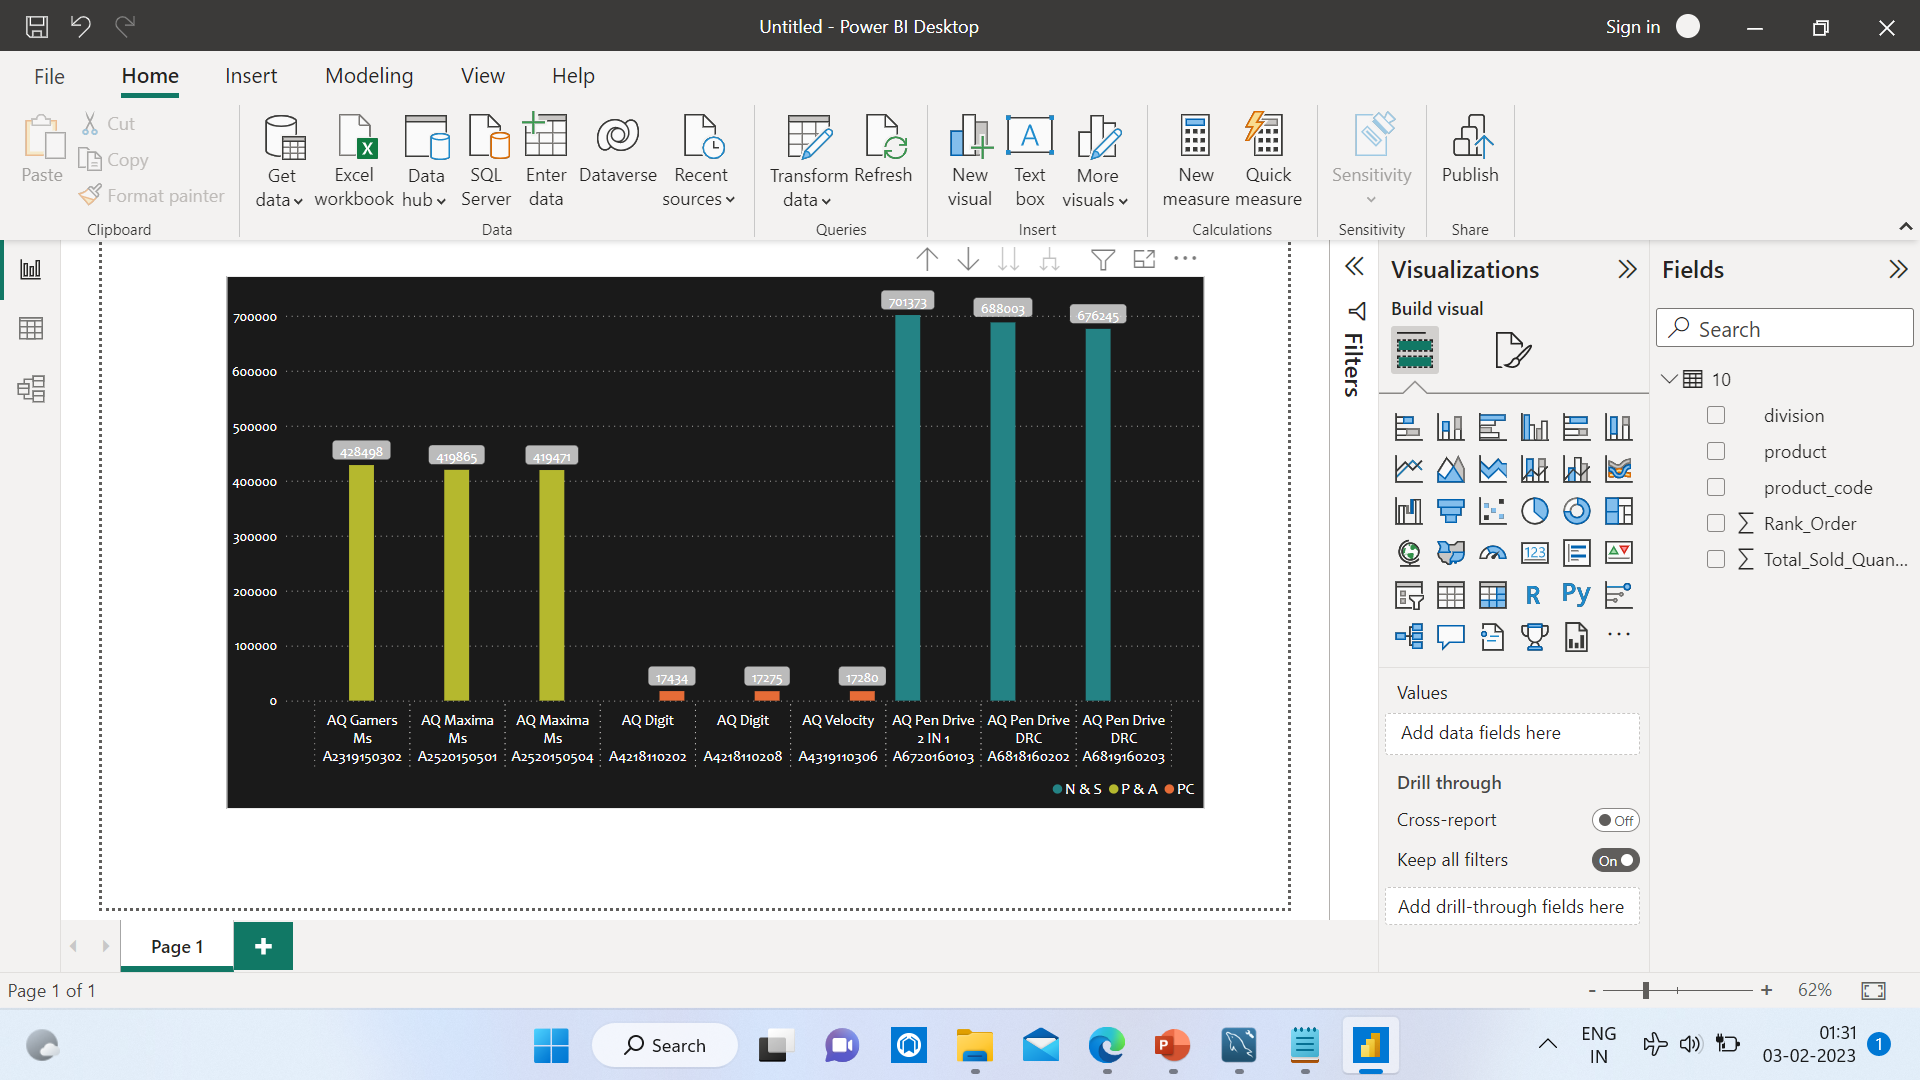 Untitled - Power BI Desktop
Sign in
File
Home
Insert
Modeling
View
Help
Paste
Cut
Copy
Format painter
Clipboard
Get
data
Excel
workbook
Data
hub
SQL
Server
Enter
data
Dataverse
Recent
sources
Data
Transform
data
Refresh
Queries
New
visual
Text
box
More
visuals
Insert
New
measure
Quick
measure
Calculations
Sensitivity
Sensitivity
Publish
Share
700000
600000
500000
400000
300000
200000
100000
0
428498
419865
419471
17434
17275
17280
701373
688003
676245
AQ Gamers
Ms
A2319150302
AQ Maxima
Ms
A2520150501
AQ Maxima
Ms
A2520150504
AQ Digit
A4218110202
AQ Digit
A4218110208
AQ Velocity
A4319110306
AQ Pen Drive
2 IN 1
A6720160103
AQ Pen Drive
DRC
A6818160202
AQ Pen Drive
DRC
A6819160203
N & S
P & A
PC
Filters
Visualizations
Build visual
123
R
Py
Values
Add data fields here
Drill through
Cross-report
Off
Keep all filters
On
Add drill-through fields here
Fields
Search
10
division
product
product_code
Rank_Order
Total_Sold_Quan...
Page 1
Page 1 of 1
62%
Search
ENG
IN
01:31
03-02-2023
1